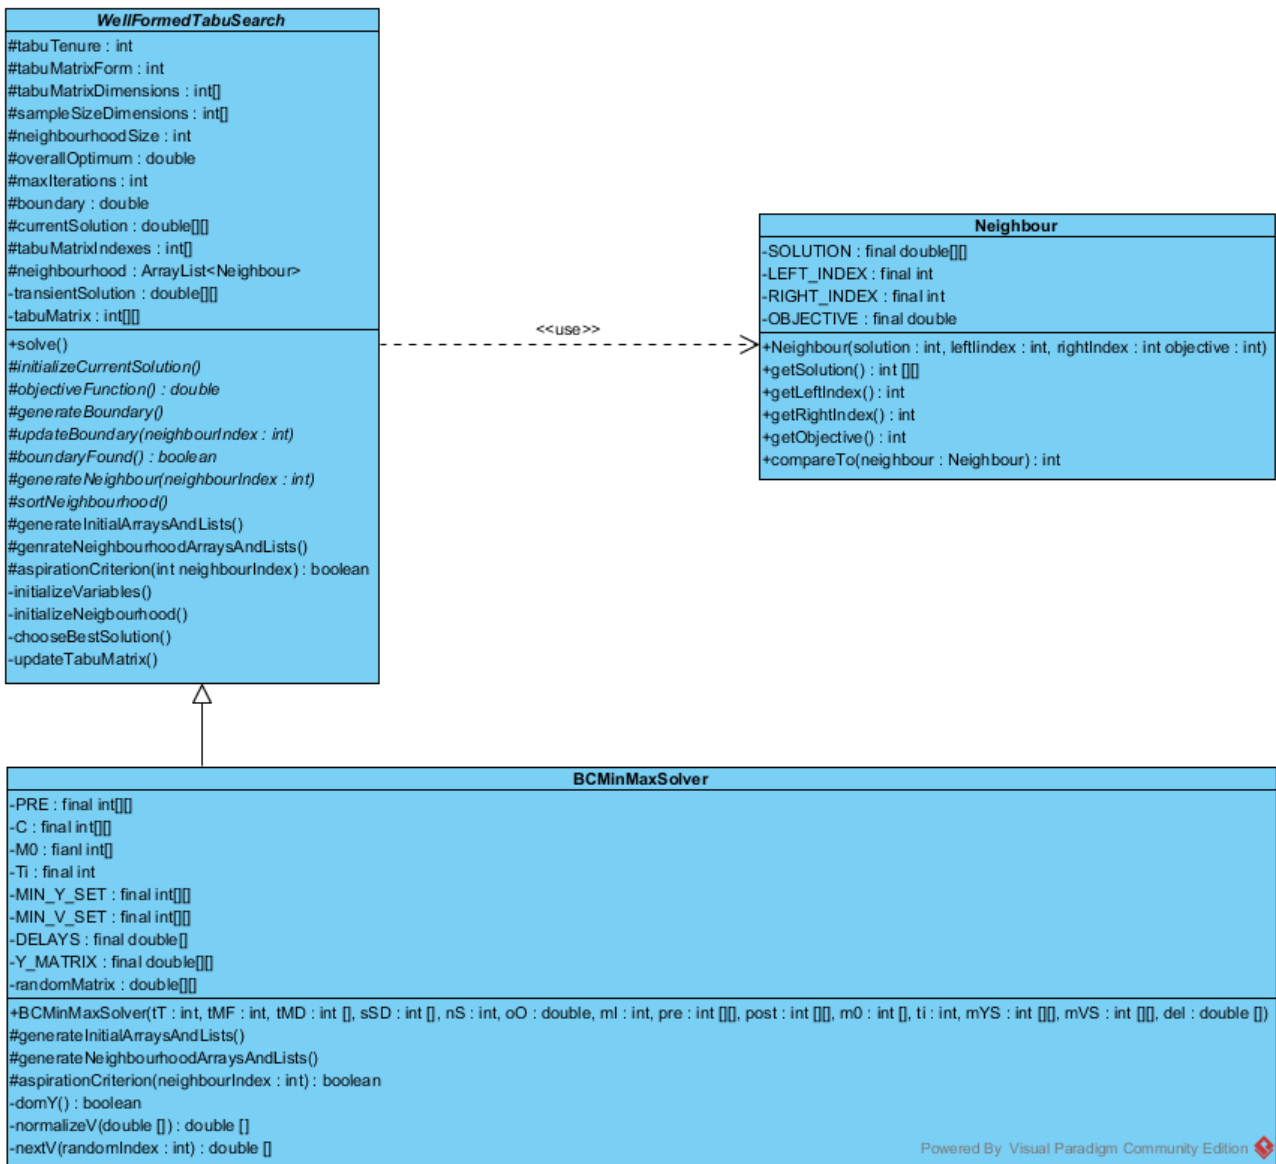 WellFormedTabuSearch
#tabuTenure : int
#tabuMatrixForm : int
#tabuMatrixDimensions : int[]
#sampleSizeDimensions : int[]
#neighbourhoodSize : int
#overallOptimum : double
#maxIterations : int
#boundary : double
#currentSolution : double[][]
#tabuMatrixIndexes : int[]
#neighbourhood : ArrayList<Neighbour>
-transientSolution : double[][]
-tabuMatrix : int[][]
+solve()
#initializeCurrentSolution()
#objectiveFunction() : double
#generateBoundary()
#updateBoundary(neighbourIndex : int)
#boundaryFound() : boolean
#generateNeighbour(neighbourIndex : int)
#sortNeighbourhood()
#generateInitialArraysAndLists()
#genrateNeighbourhoodArraysAndLists()
#aspirationCriterion(int neighbourIndex) : boolean
-initializeVariables()
-initializeNeigbourhood()
-chooseBestSolution()
-updateTabuMatrix()
<<use>>
Neighbour
-SOLUTION : final double[][]
-LEFT_INDEX : final int
-RIGHT_INDEX : final int
-OBJECTIVE : final double
+Neighbour(solution : int, leftIindex : int, rightIndex : int objective : int)
+getSolution() : int [][]
+getLeftIndex() : int
+getRightIndex() : int
+getObjective() : int
+compareTo(neighbour : Neighbour) : int
BCMinMaxSolver
-PRE : final int[][]
-C : final int[][]
-M0 : fianl int[]
-Ti : final int
-MIN_Y_SET : final int[][]
-MIN_V_SET : final int[][]
-DELAYS : final double[]
-Y_MATRIX : final double[][]
-randomMatrix : double[][]
+BCMinMaxSolver(tT : int, tMF : int, tMD : int [], sSD : int [], nS : int, oO : double, mI : int, pre : int [][], post : int [][], m0 : int [], ti : int, mYS : int [][], mVS : int [][], del : double [])
#generateInitialArraysAndLists()
#generateNeighbourhoodArraysAndLists()
#aspirationCriterion(neighbourIndex : int) : boolean
-domY() : boolean
-normalizeV(double []) : double []
-nextV(randomIndex : int) : double []
Powered By Visual Paradigm Community Edition